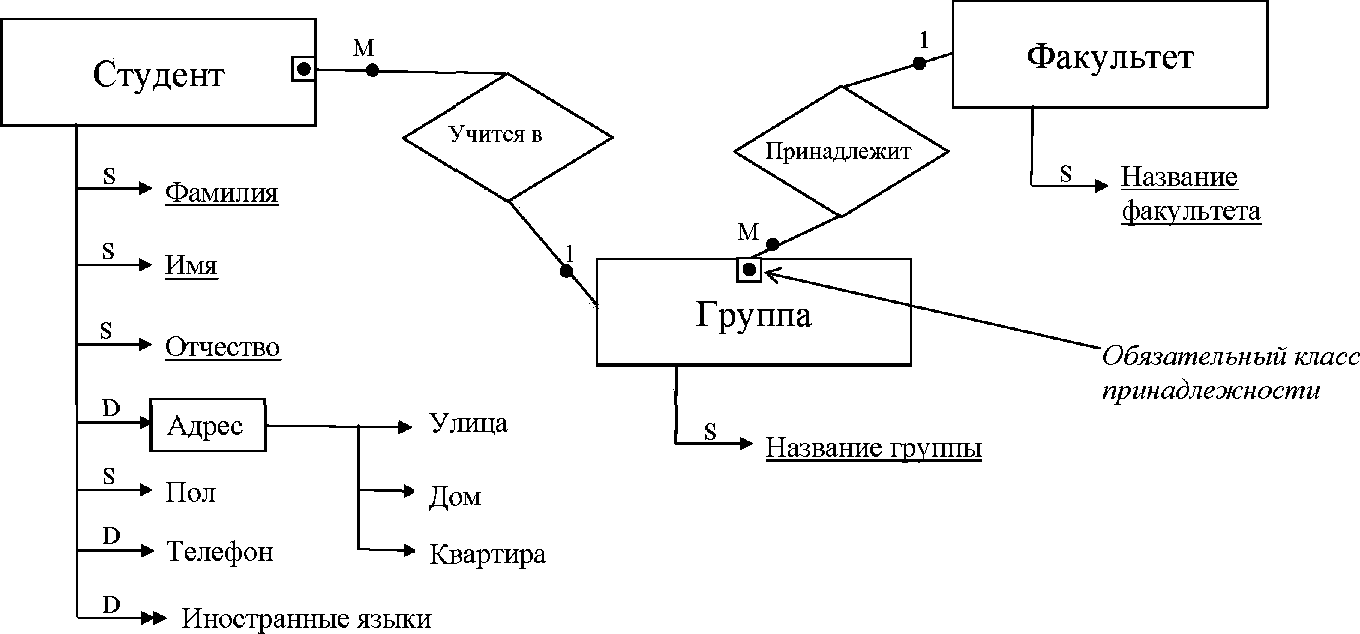 Студент
М
Учится в
1
Факультет
1
Принадлежит
М
Группа
S
Название
факультета
Обязательный класс
принадлежности
S
Название группы
S
Фамилия
S
Имя
S
Отчество
D
Адрес
Улица
Дом
Квартира
S
Пол
D
Телефон
D
Иностранные языки